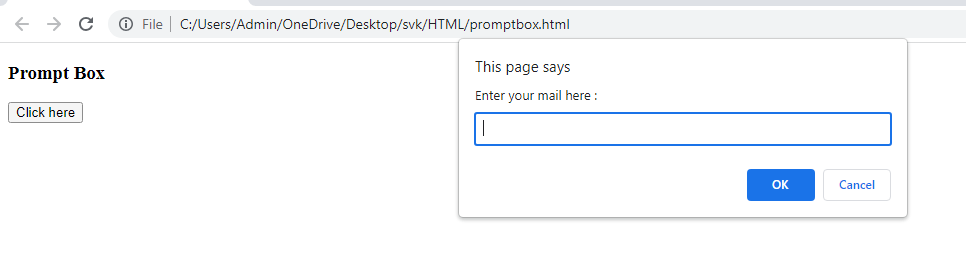 File C:/Users/Admin/OneDrive/Desktop/svk/HTML/promptbox.html
Prompt Box
Click here
This page says
Enter your mail here :
OK Cancel